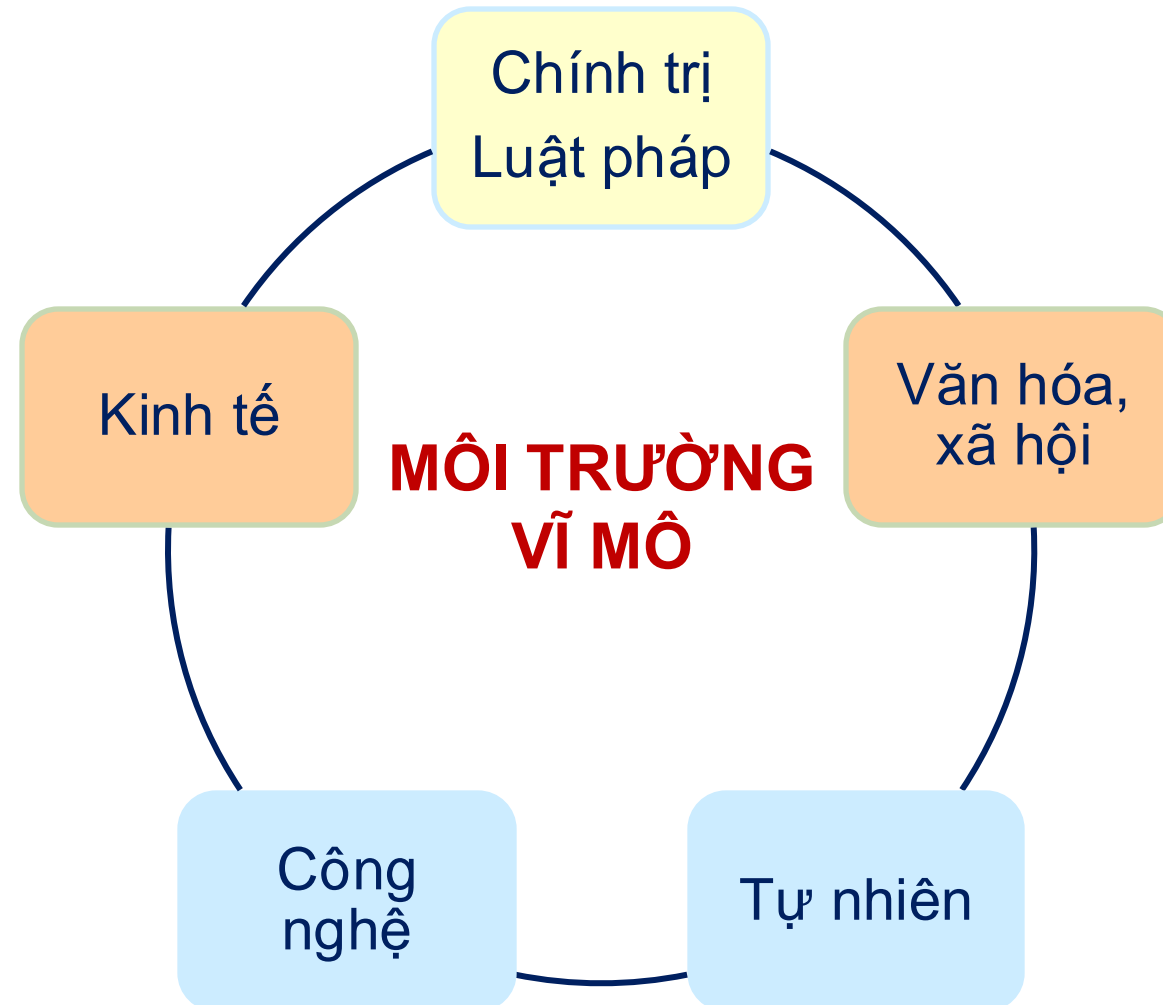 Chính trị
Luật pháp
Kinh tế
Văn hóa,
xã hội
MÔI TRƯỜNG
VĨ MÔ
Công
nghệ
Tự nhiên